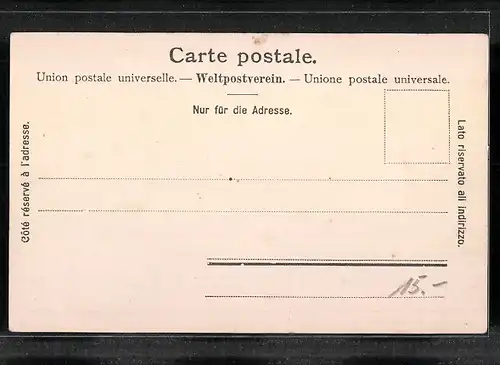 Carte postale.
Union postale universelle. — Weltpostverein. — Unione postale universale.
Nur für die Adresse.
Côté réservé à l'adresse.
Lato riservato all indirizzo.
15.-